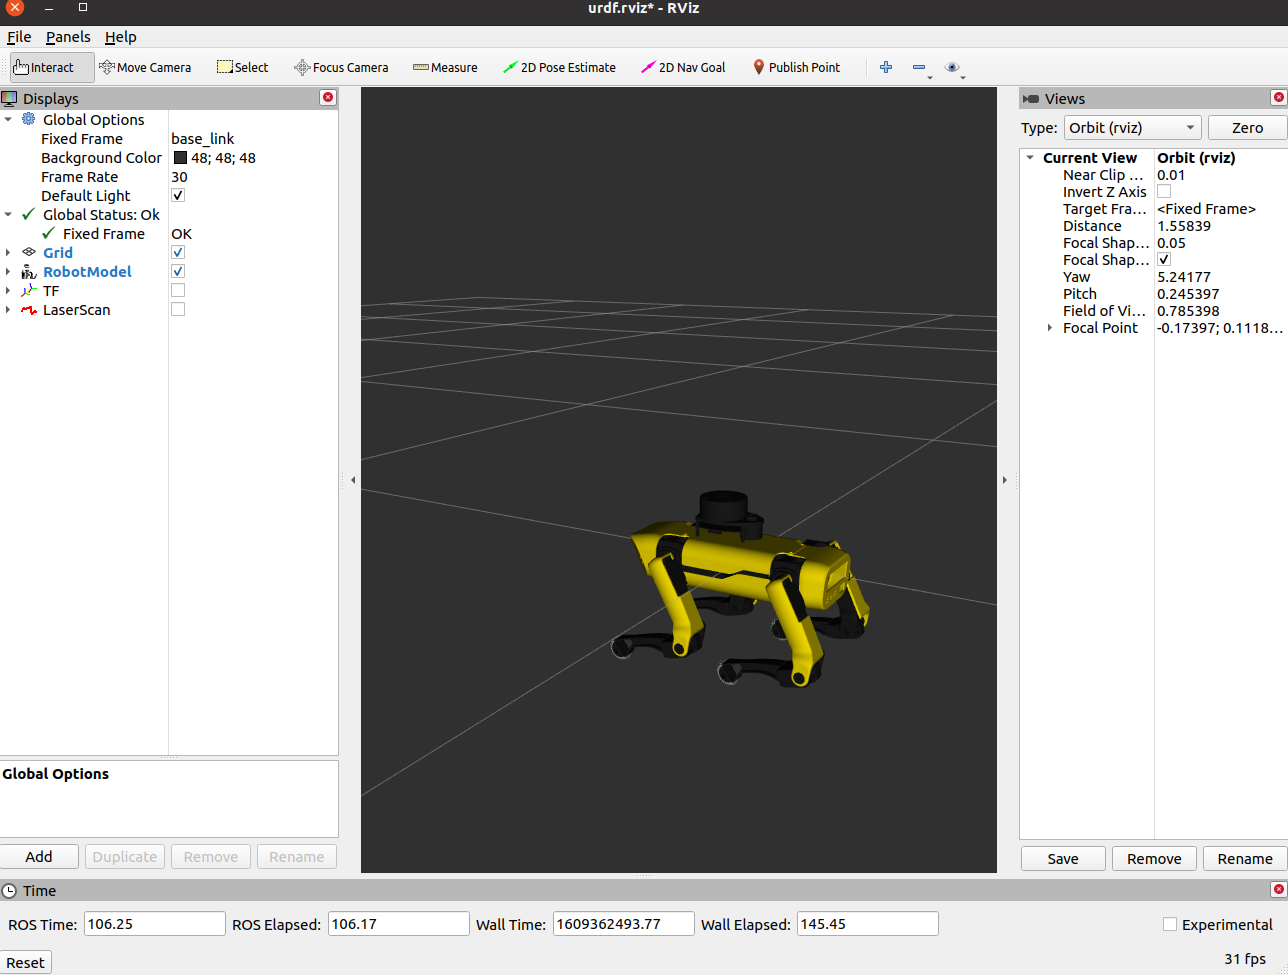 urdf.rviz* - RViz
File Panels Help
Interact Move Camera Select Focus Camera Measure 2D Pose Estimate 2D Nav Goal Publish Point
Displays
Global Options
Fixed Frame base_link
Background Color 48; 48; 48
Frame Rate 30
Default Light
Global Status: Ok
Fixed Frame OK
Grid
RobotModel
TF
LaserScan
Global Options
Add Duplicate Remove Rename
Views
Type: Orbit (rviz) Zero
Current View Orbit (rviz)
Near Clip ... 0.01
Invert Z Axis
Target Fra... <Fixed Frame>
Distance 1.55839
Focal Shap... 0.05
Focal Shap...
Yaw 5.24177
Pitch 0.245397
Field of Vi... 0.785398
Focal Point -0.17397; 0.1118...
Save Remove Rename
Time
ROS Time: 106.25 ROS Elapsed: 106.17 Wall Time: 1609362493.77 Wall Elapsed: 145.45 Experimental
Reset 31 fps